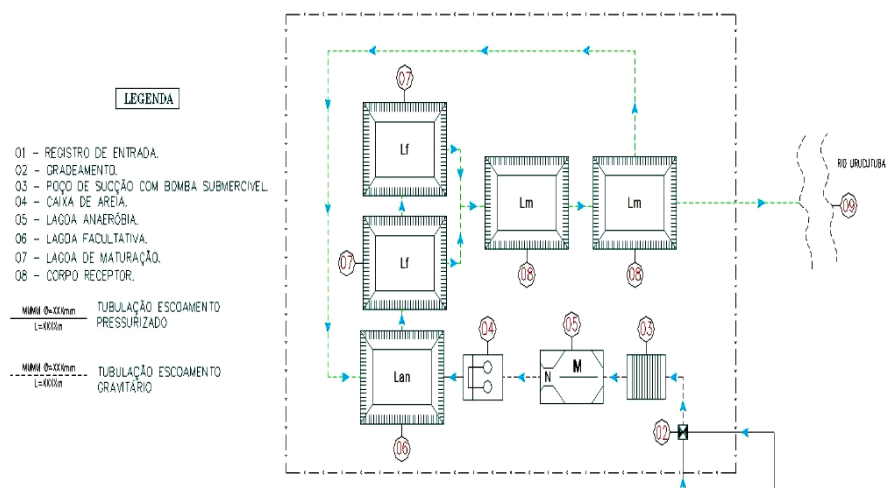 LEGENDA
01 - REGISTRO DE ENTRADA.
02 - GRADEAMENTO.
03 - POÇO DE SUCÇÃO COM BOMBA SUBMERCIVEL.
04 - CAIXA DE AREIA.
05 - LAGOA ANAERÓBIA.
06 - LAGOA FACULTATIVA.
07 - LAGOA DE MATURAÇÃO.
08 - CORPO RECEPTOR.
TUBULAÇÃO ESCOAMENTO
PRESSURIZADO
L=XXXm
TUBULAÇÃO ESCOAMENTO
GRAVITÁRIO
L=XXXm
07
Lf
Lm
Lm
RIO URUCUTUBA
09
07
Lf
08
08
04
05
03
Lan
N
M
02
06